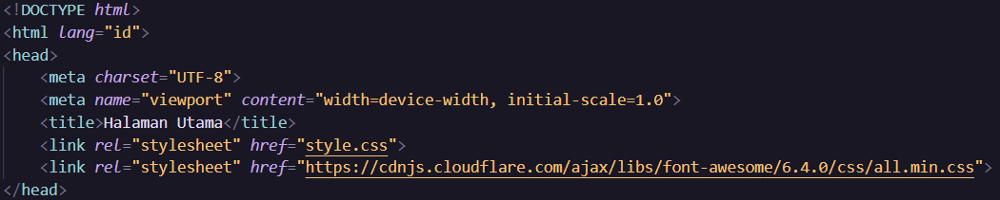 <!DOCTYPE html>
<html lang="id">
<head>
    <meta charset="UTF-8">
    <meta name="viewport" content="width=device-width, initial-scale=1.0">
    <title>Halaman Utama</title>
    <link rel="stylesheet" href="style.css">
    <link rel="stylesheet" href="https://cdnjs.cloudflare.com/ajax/libs/font-awesome/6.4.0/css/all.min.css">
</head>